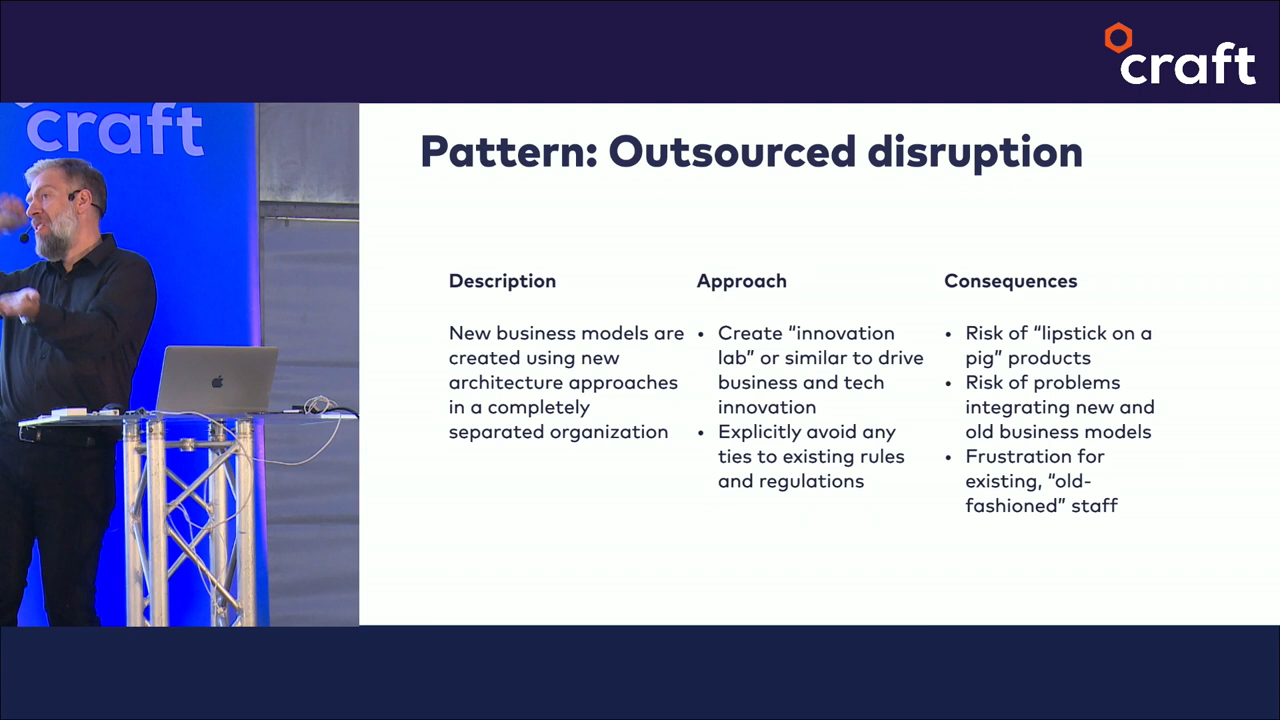 craft
craft
Pattern: Outsourced disruption
Description
New business models are
created using new
architecture approaches
in a completely
separated organization
Approach
• Create “innovation
lab” or similar to drive
business and tech
innovation
• Explicitly avoid any
ties to existing rules
and regulations
Consequences
• Risk of “lipstick on a
pig” products
• Risk of problems
integrating new and
old business models
• Frustration for
existing, “old-
fashioned” staff